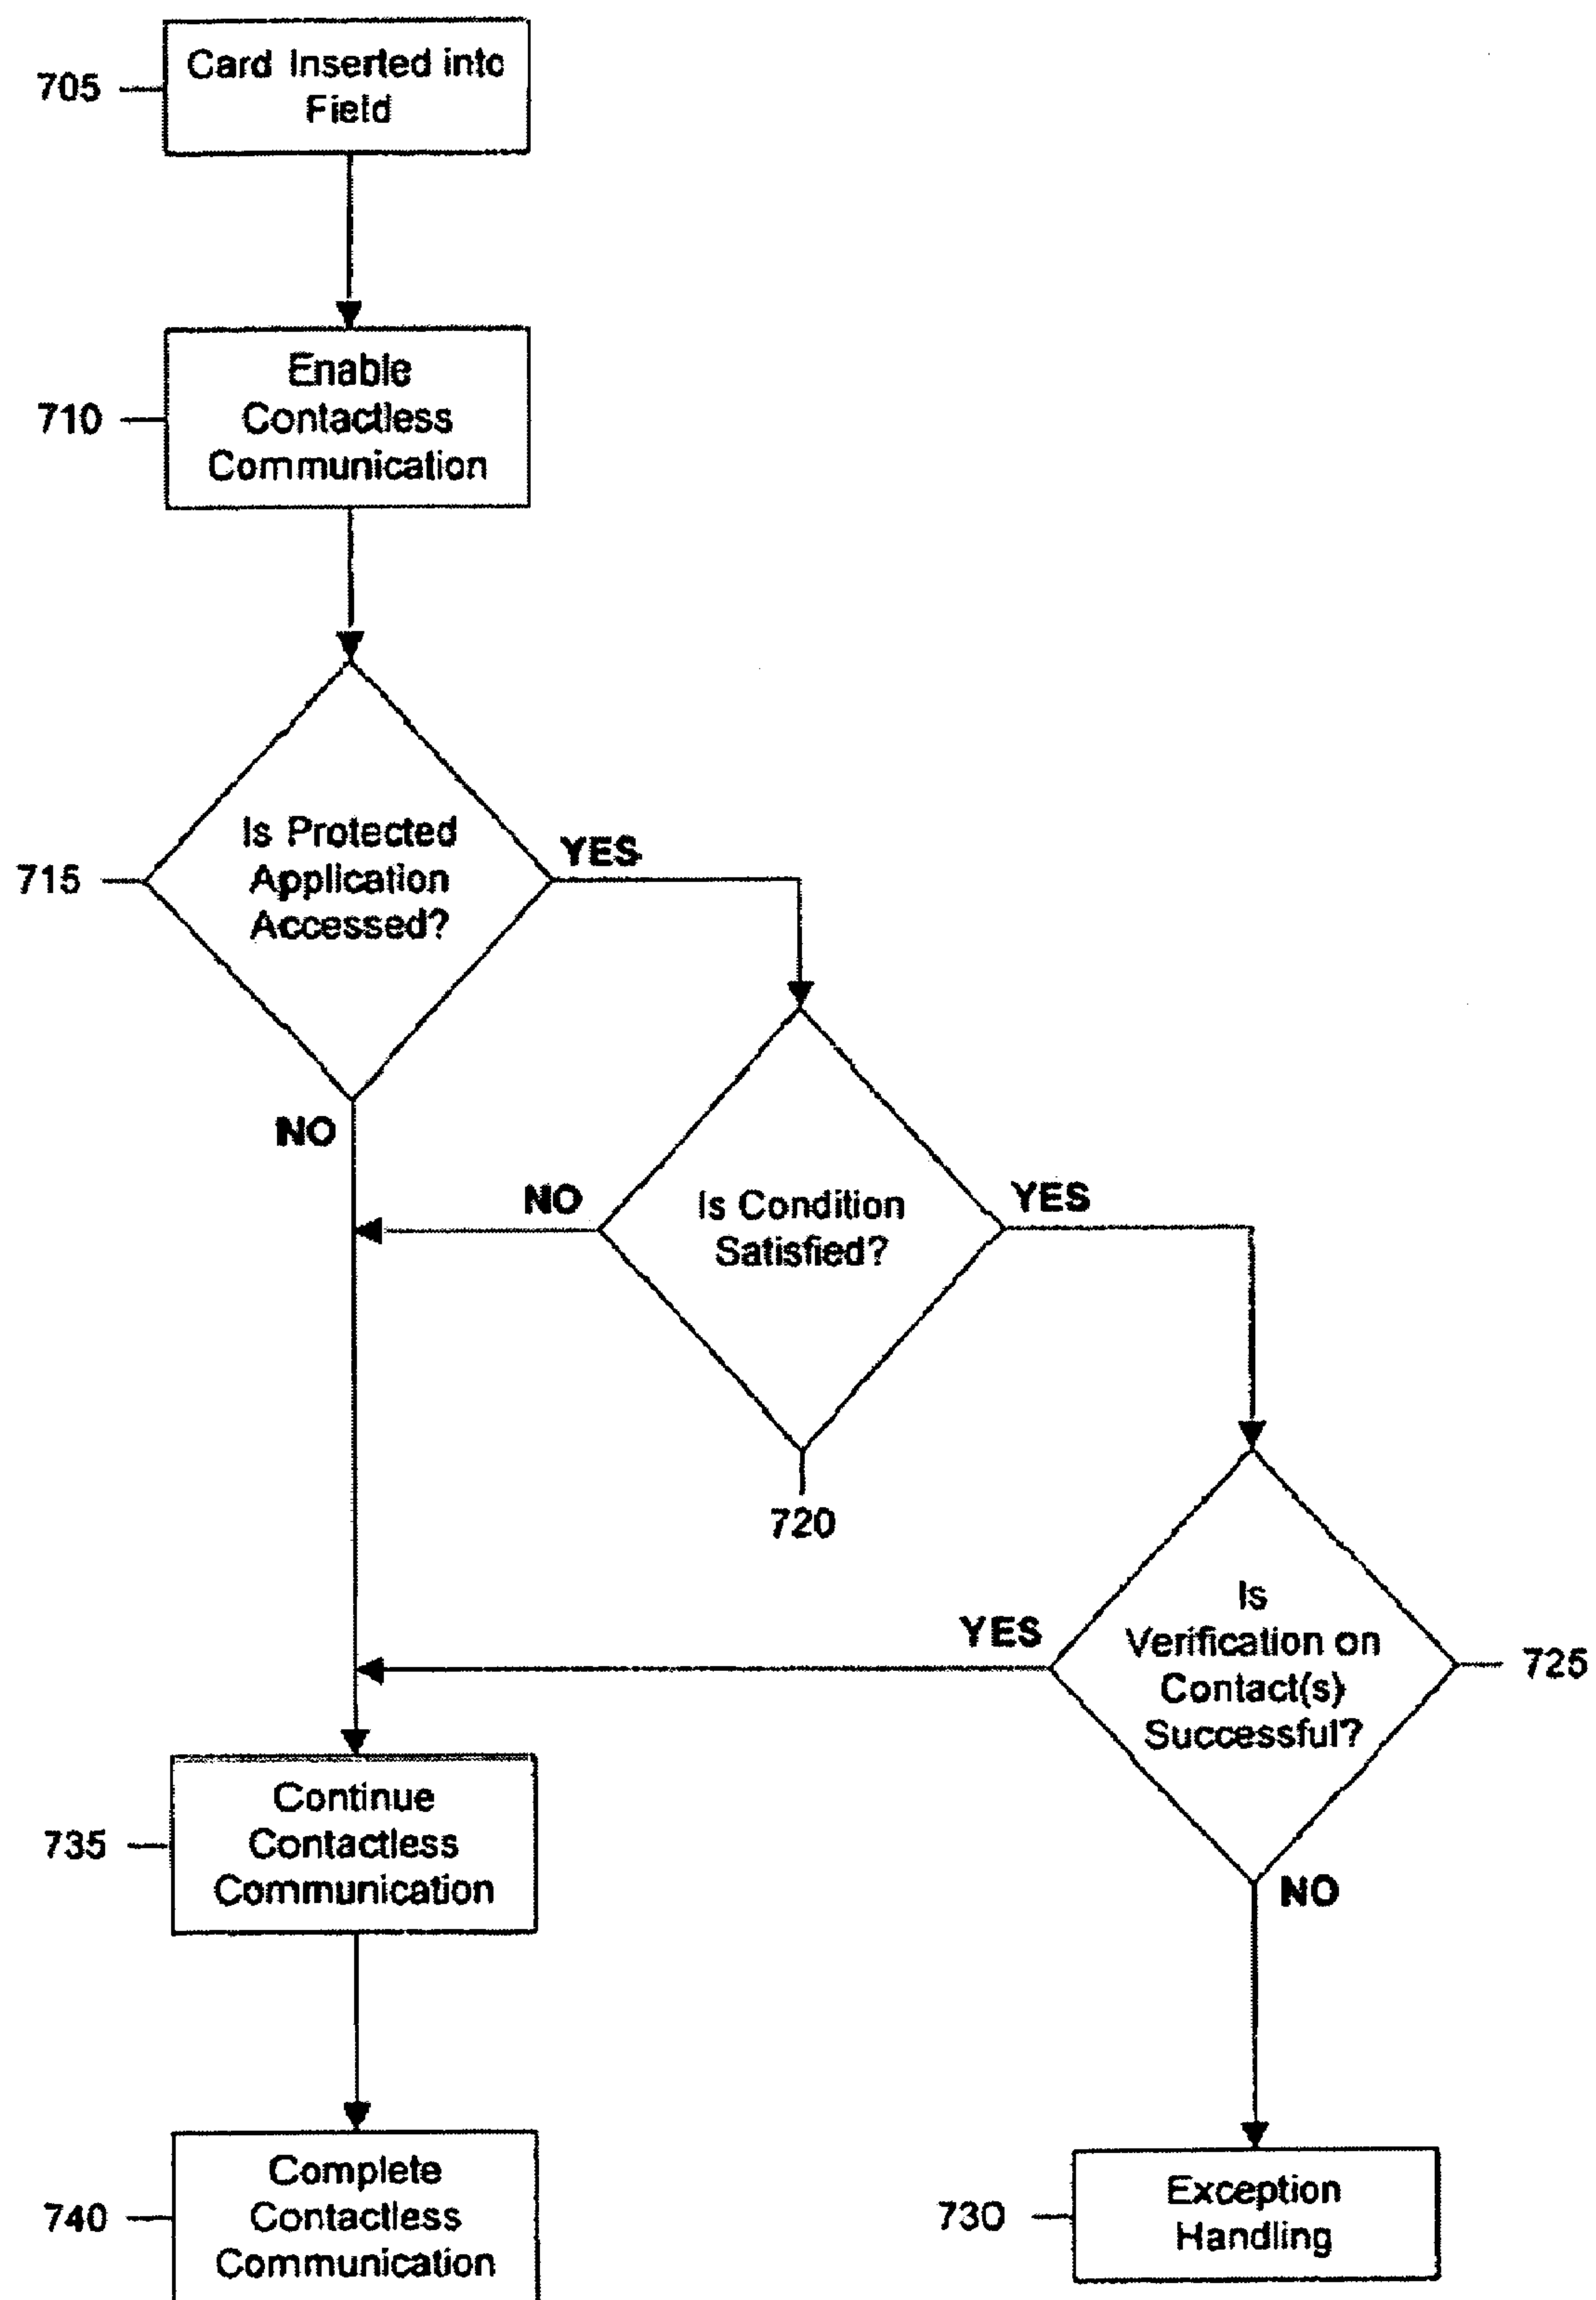 Card Inserted into
Field
705
Enable
Contactless
Communication
710
Is Protected
Application
Accessed?
715
YES
NO
Is Condition
Satisfied?
NO
YES
720
Is
Verification on
Contact(s)
Successful?
YES
725
NO
Continue
Contactless
Communication
735
Complete
Contactless
Communication
740
Exception
Handling
730